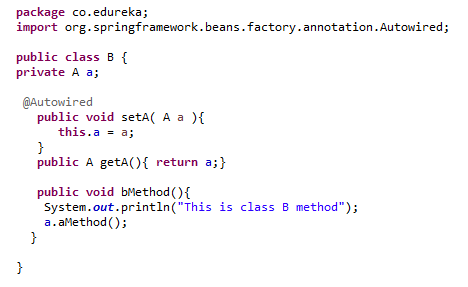 package co.edureka;
import org.springframework.beans.factory.annotation.Autowired;
public class B {
private A a;
@Autowired
public void setA( A a ){
this.a = a;
}
public A getA(){ return a;}
public void bMethod(){
System.out.println("This is class B method");
a.aMethod();
}
}